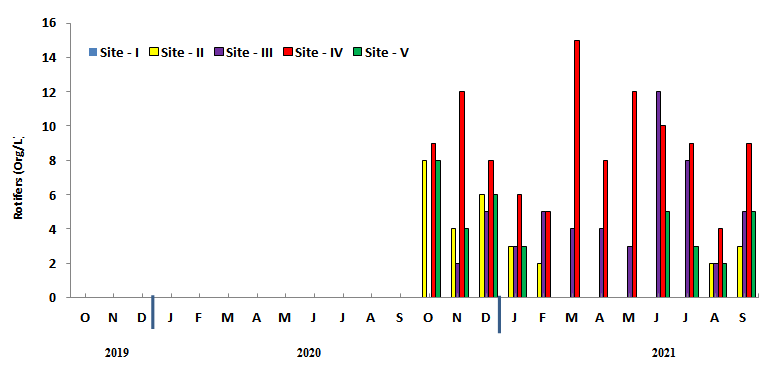 16
Site - I Site - II Site - III Site - IV Site - V
14
12
10
8
6
4
2
0
Rotifers (Org/L)
O N D J F M A M J J A S O N D J F M A M J J A S
2019 2020 2021